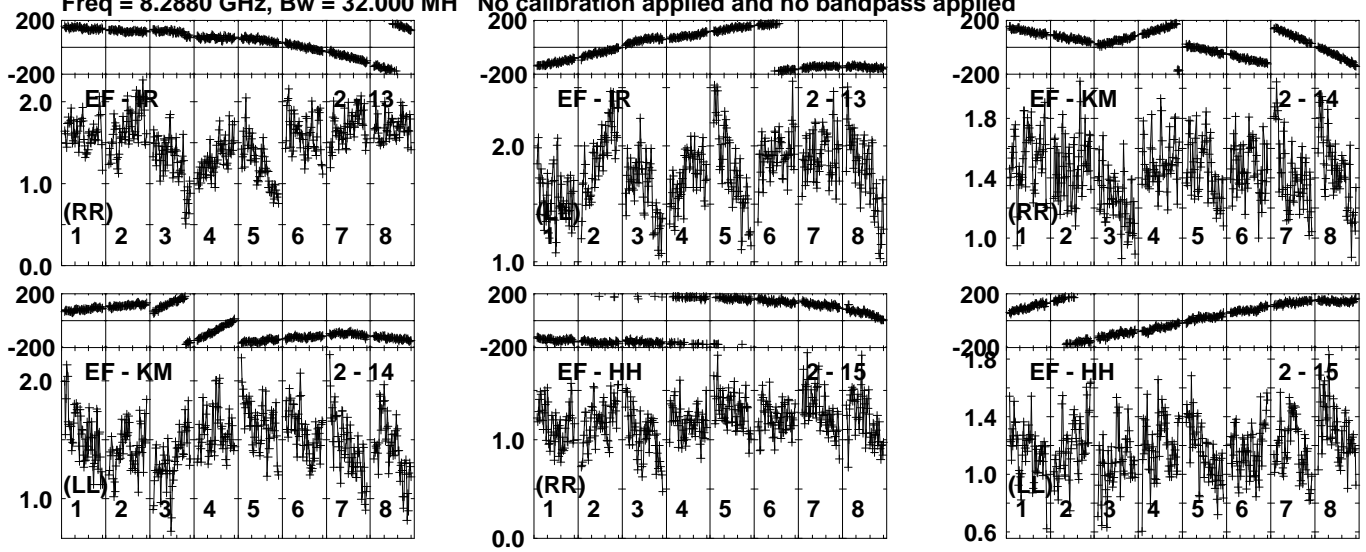 Freq = 8.2880 GHz, Bw = 32.000 MH No calibration applied and no bandpass applied
200
-200
EF - IR 2 - 13
2.0
1.0
(RR)
1 2 3 4 5 6 7 8
0.0
200
-200
EF - IR 2 - 13
2.0
(LL)
1 2 3 4 5 6 7 8
1.0
200
-200
EF - KM 2 - 14
1.8
1.4
(RR)
1.0
1 2 3 4 5 6 7 8
200
-200
EF - KM 2 - 14
2.0
(LL)
1.0
1 2 3 4 5 6 7 8
200
-200
EF - HH 2 - 15
1.0
(RR)
1 2 3 4 5 6 7 8
0.0
200
-200
1.8
EF - HH 2 - 15
1.4
1.0
(LL)
1 2 3 4 5 6 7 8
0.6